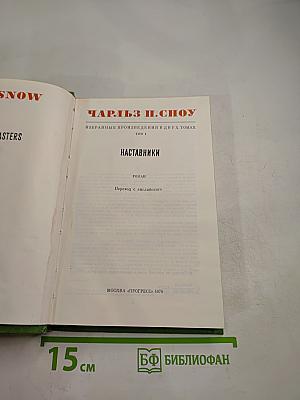 SNOW
ASTERS
ЧАРЛЬЗ П. СНОУ
ИЗБРАННЫЕ ПРОИЗВЕДЕНИЯ В ДВУХ ТОМАХ
ТОМ 1
НАСТАВНИКИ
РОМАН
Перевод с английского
МОСКВА «ПРОГРЕСС» 1976
15 СМ
БФ БИБЛИОФАН